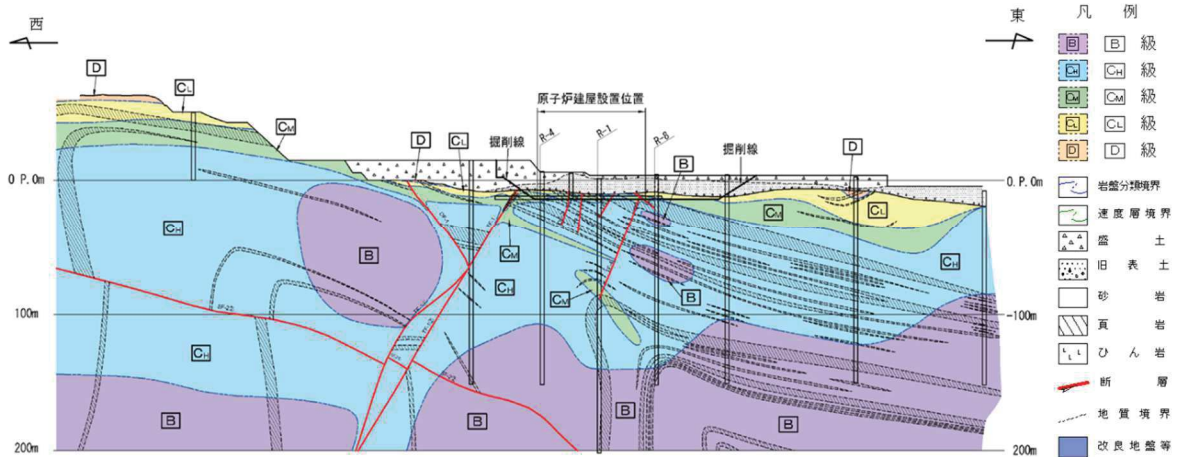 西
東
凡 例
B B 級
CH CH 級
CM CM 級
CL CL 級
D D 級
岩盤分類境界
速度層境界
盛 土
旧 表 土
砂 岩
頁 岩
ひ ん 岩
断 層
地 質 境 界
改 良 地 盤 等
D
CL
CM
原子炉建屋設置位置
R-4
R-1
R-8
掘削線
掘削線
D
CL
B
D
0 P.0m
0.P.0m
CM
CL
CH
B
CM
CH
CM
B
CH
100m
-100m
CH
B
B
B
B
200m
200m